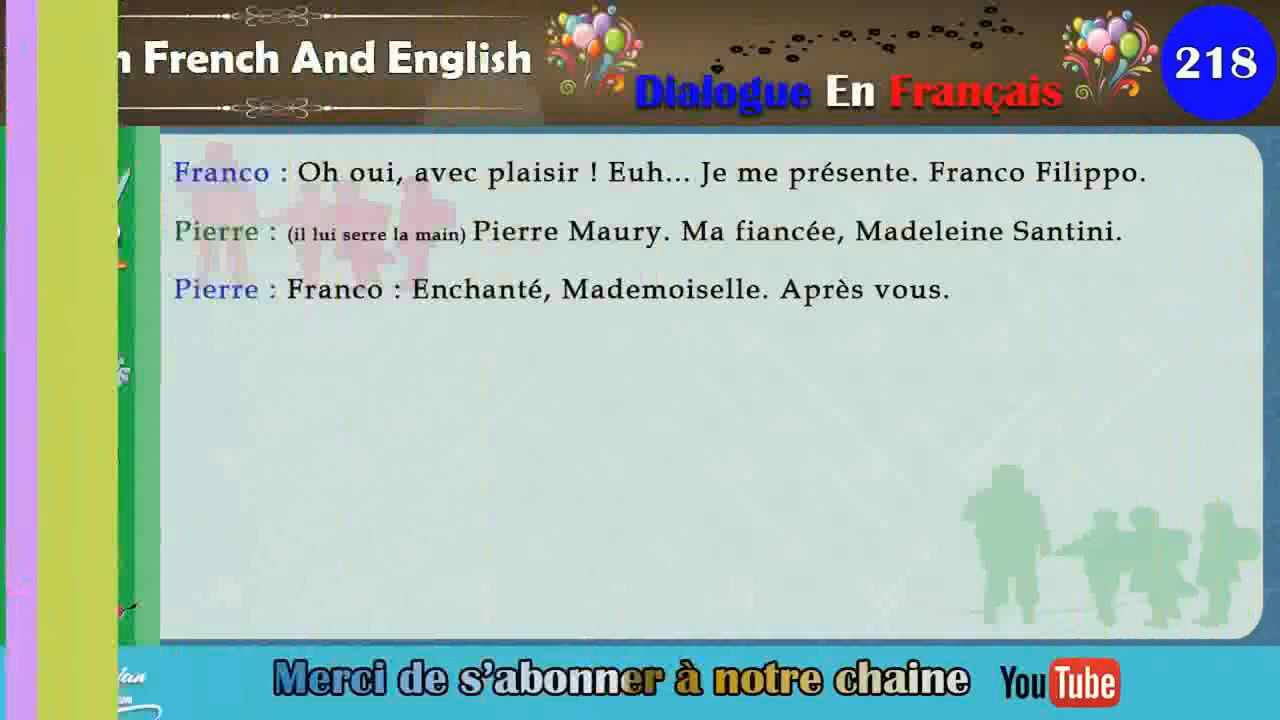 n French And English
Dialogue En Français
218
Franco : Oh oui, avec plaisir ! Euh... Je me présente. Franco Filippo.
Pierre : (il lui serre la main) Pierre Maury. Ma fiancée, Madeleine Santini.
Pierre : Franco : Enchanté, Mademoiselle. Après vous.
Merci de s'abonner à notre chaine
YouTube